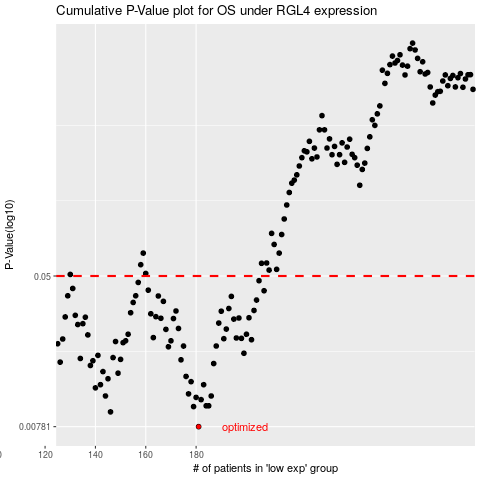 Cumulative P-Value plot for OS under RGL4 expression
P-Value(log10)
0.05
0.00781
optimized
0 120 140 160 180
# of patients in 'low exp' group